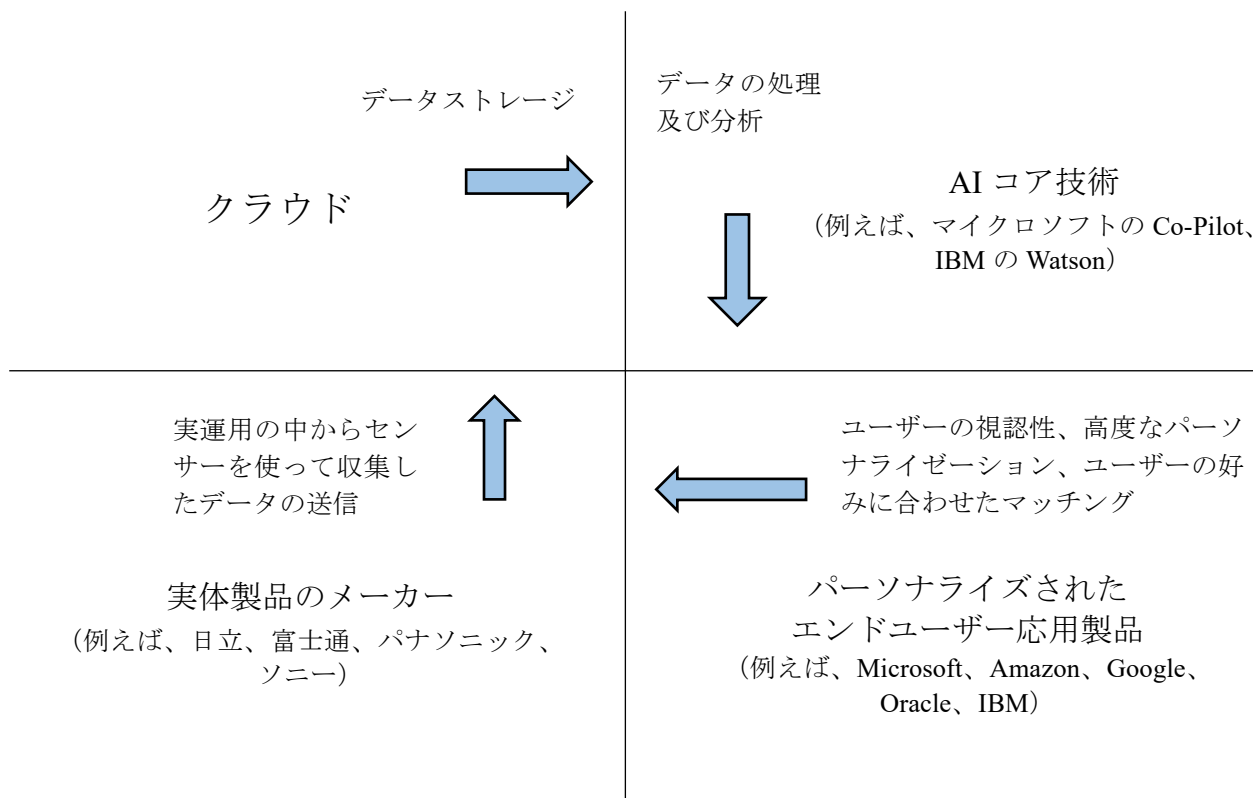 データストレージ
クラウド
データの処理
及び分析
AI コア技術
（例えば、マイクロソフトの Co-Pilot、
IBM の Watson）
実運用の中からセン
サーを使って収集し
たデータの送信
実体製品のメーカー
（例えば、日立、富士通、パナソニック、
ソニー）
ユーザーの視認性、高度なパーソ
ナライゼーション、ユーザーの好
みに合わせたマッチング
パーソナライズされた
エンドユーザー応用製品
（例えば、Microsoft、Amazon、Google、
Oracle、IBM）